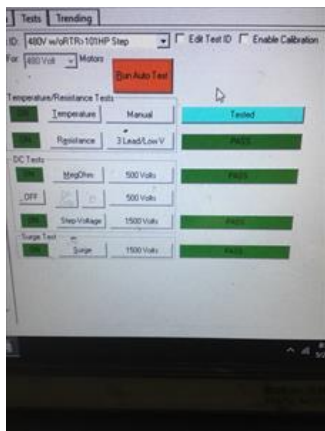 Tests Trending
ID: 480V w/oRTR>101HP Step Edit Test ID Enable Calibration
For: 480 Volt Motors
Run Auto Test
Temperature/Resistance Tests
ON Temperature Manual Tested
ON Resistance 3 Lead/Low V PASS
DC Tests
ON MegOhm 500 Volts PASS
OFF 500 Volts
ON Step-Voltage 1500 Volts PASS
Surge Test
ON Surge 1500 Volts PASS